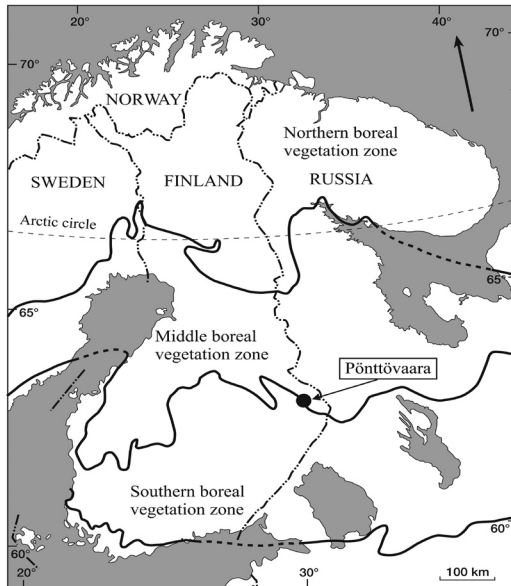 20°
30°
40°
70°
70°
NORWAY
Northern boreal
vegetation zone
SWEDEN
FINLAND
RUSSIA
Arctic circle
65°
65°
Middle boreal
vegetation zone
Pönttövaara
Southern boreal
vegetation zone
60°
60°
20°
30°
100 km